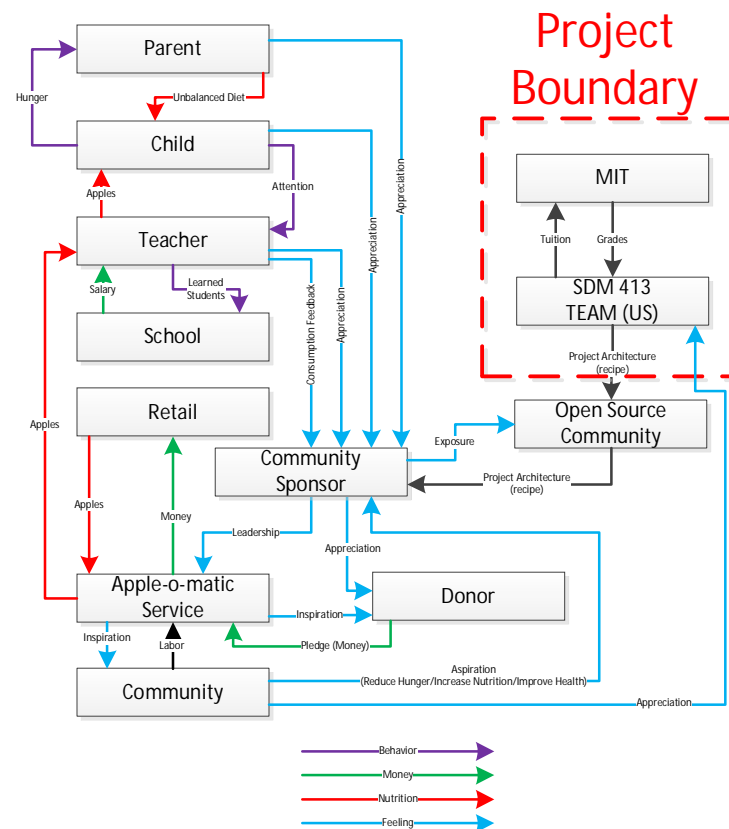 Project
Boundary
Parent
Hunger
Unbalanced Diet
Child
Attention
Apples
Teacher
Salary
Learned
Students
School
Consumption Feedback
Appreciation
Appreciation
Appreciation
MIT
Tuition
Grades
SDM 413
TEAM (US)
Project Architecture
(recipe)
Open Source
Community
Exposure
Project Architecture
(recipe)
Retail
Apples
Apples
Money
Community
Sponsor
Leadership
Appreciation
Apple-o-matic
Service
Inspiration
Donor
Pledge (Money)
Inspiration
Labor
Community
Aspiration
(Reduce Hunger/Increase Nutrition/Improve Health)
Appreciation
Behavior
Money
Nutrition
Feeling